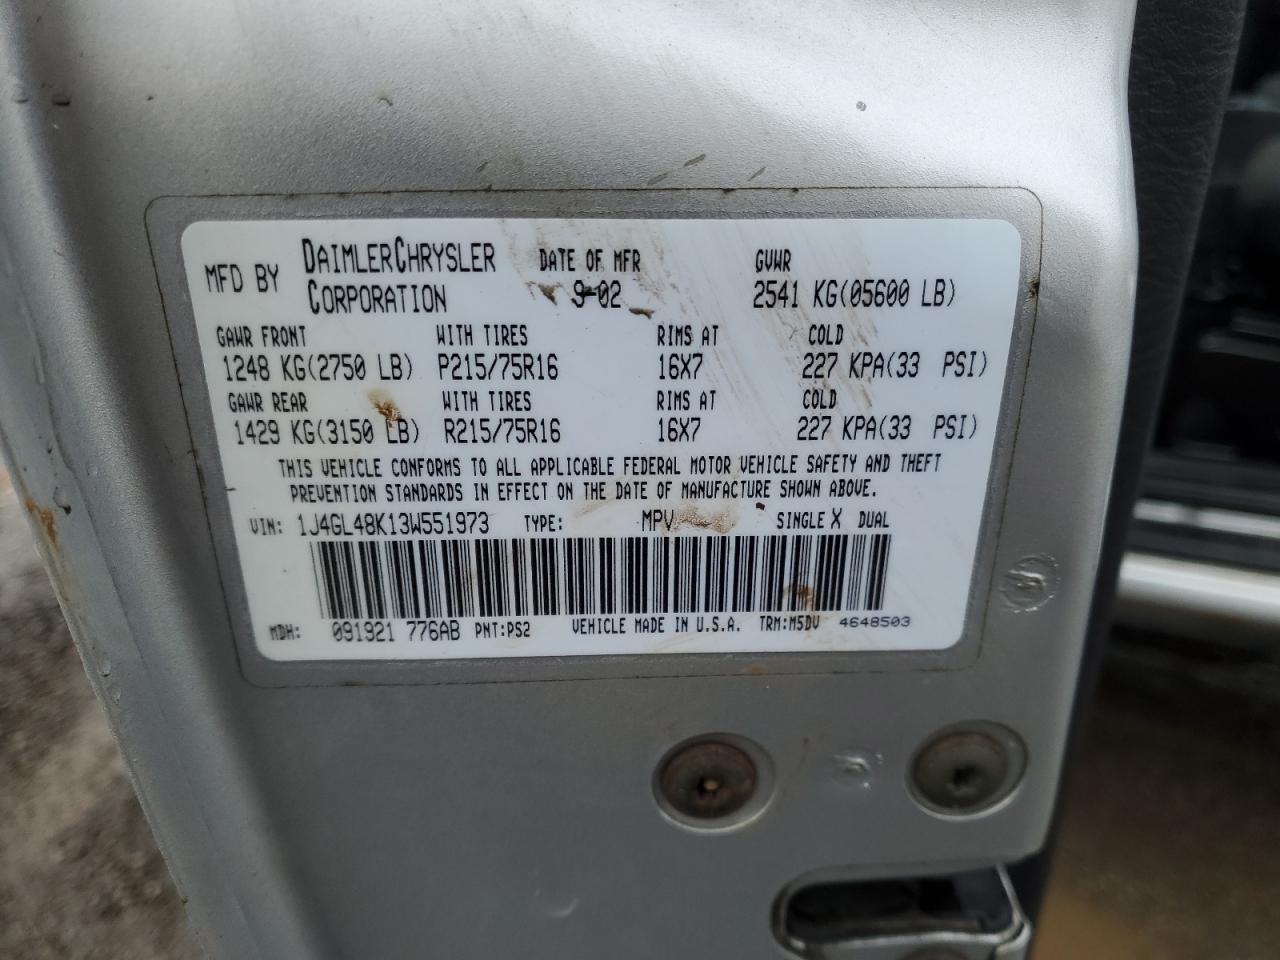 MFD BY DAIMLERCHRYSLER CORPORATION
DATE OF MFR 9-02
GVWR 2541 KG(05600 LB)
GAWR FRONT WITH TIRES RIMS AT COLD
1248 KG(2750 LB) P215/75R16 16X7 227 KPA(33 PSI)
GAWR REAR WITH TIRES RIMS AT COLD
1429 KG(3150 LB) R215/75R16 16X7 227 KPA(33 PSI)
THIS VEHICLE CONFORMS TO ALL APPLICABLE FEDERAL MOTOR VEHICLE SAFETY AND THEFT
PREVENTION STANDARDS IN EFFECT ON THE DATE OF MANUFACTURE SHOWN ABOVE.
VIN: 1J4GL48K13W551973 TYPE: MPV SINGLE X DUAL
MDH: 091921 776AB PNT:PS2 VEHICLE MADE IN U.S.A. TRM:M5DV 4648503